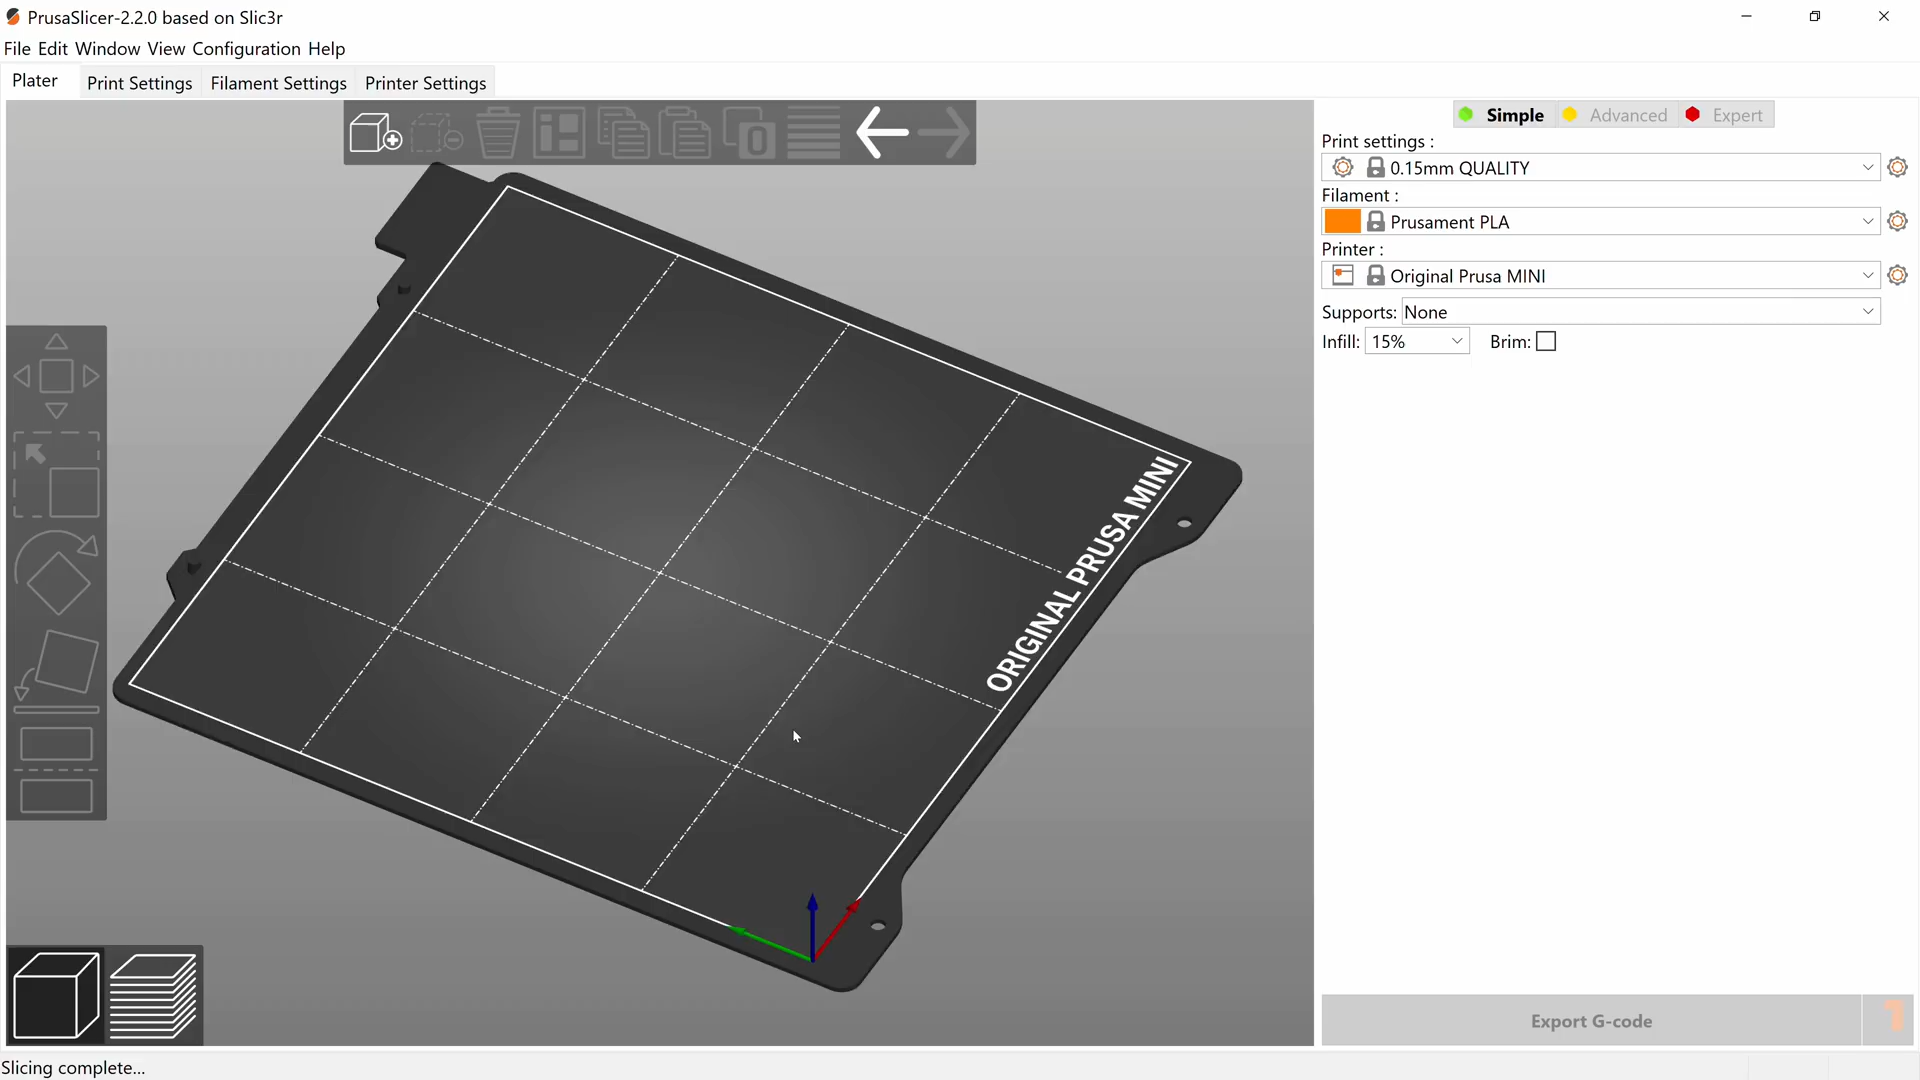 PrusaSlicer-2.2.0 based on Slic3r
File Edit Window View Configuration Help
Plater Print Settings Filament Settings Printer Settings
Simple Advanced Expert
Print settings :
0.15mm QUALITY
Filament :
Prusament PLA
Printer :
Original Prusa MINI
Supports: None
Infill: 15% Brim:
ORIGINAL PRUSA MINI
Export G-code
Slicing complete...